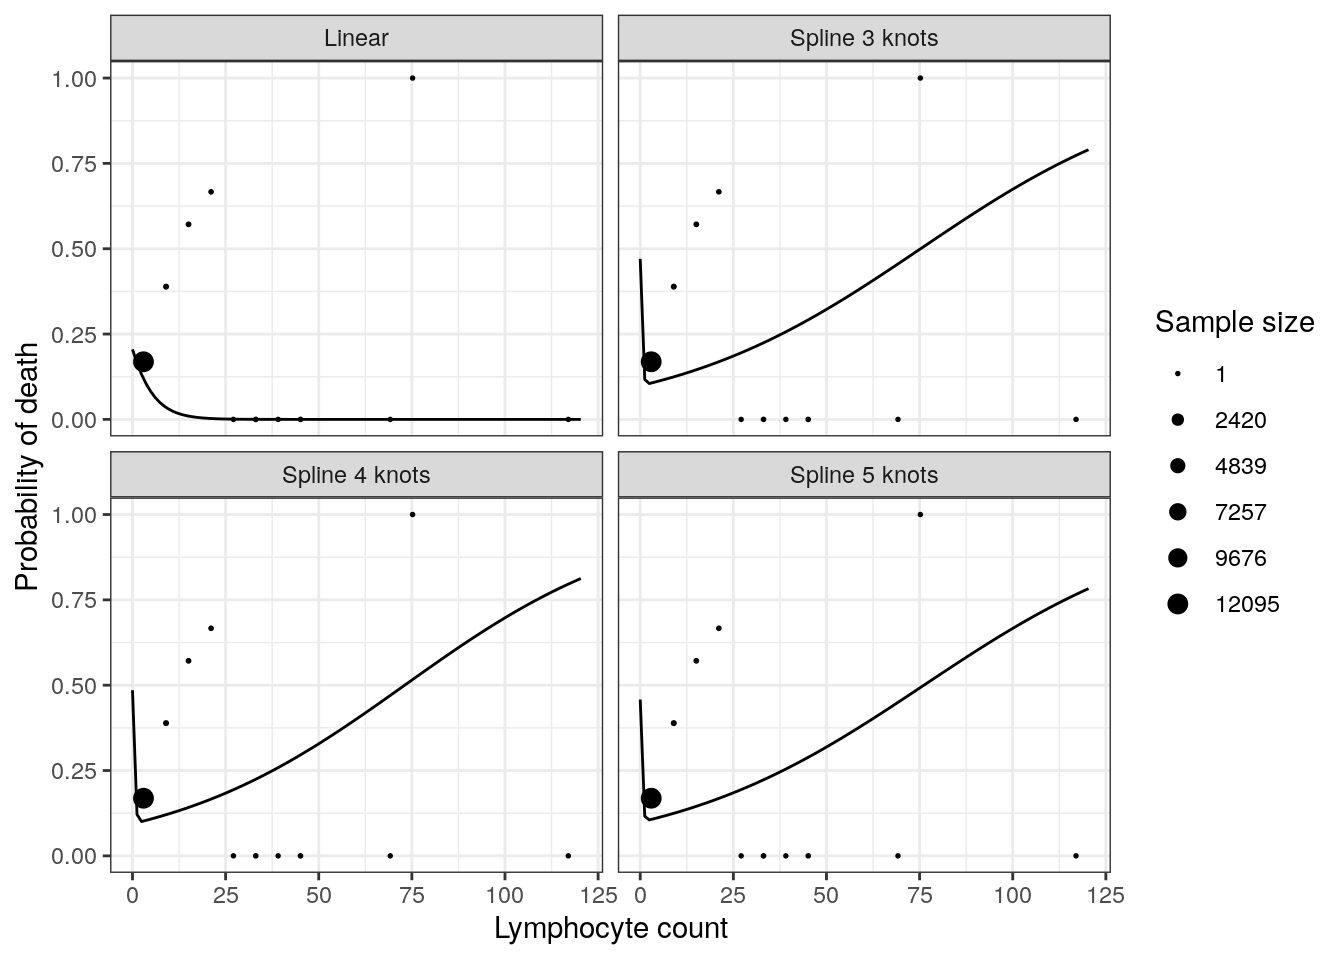 Linear
Spline 3 knots
1.00
0.75
0.50
0.25
0.00
Spline 4 knots
Spline 5 knots
1.00
0.75
0.50
0.25
0.00
0 25 50 75 100 125
0 25 50 75 100 125
Lymphocyte count
Probability of death
Sample size
1
2420
4839
7257
9676
12095